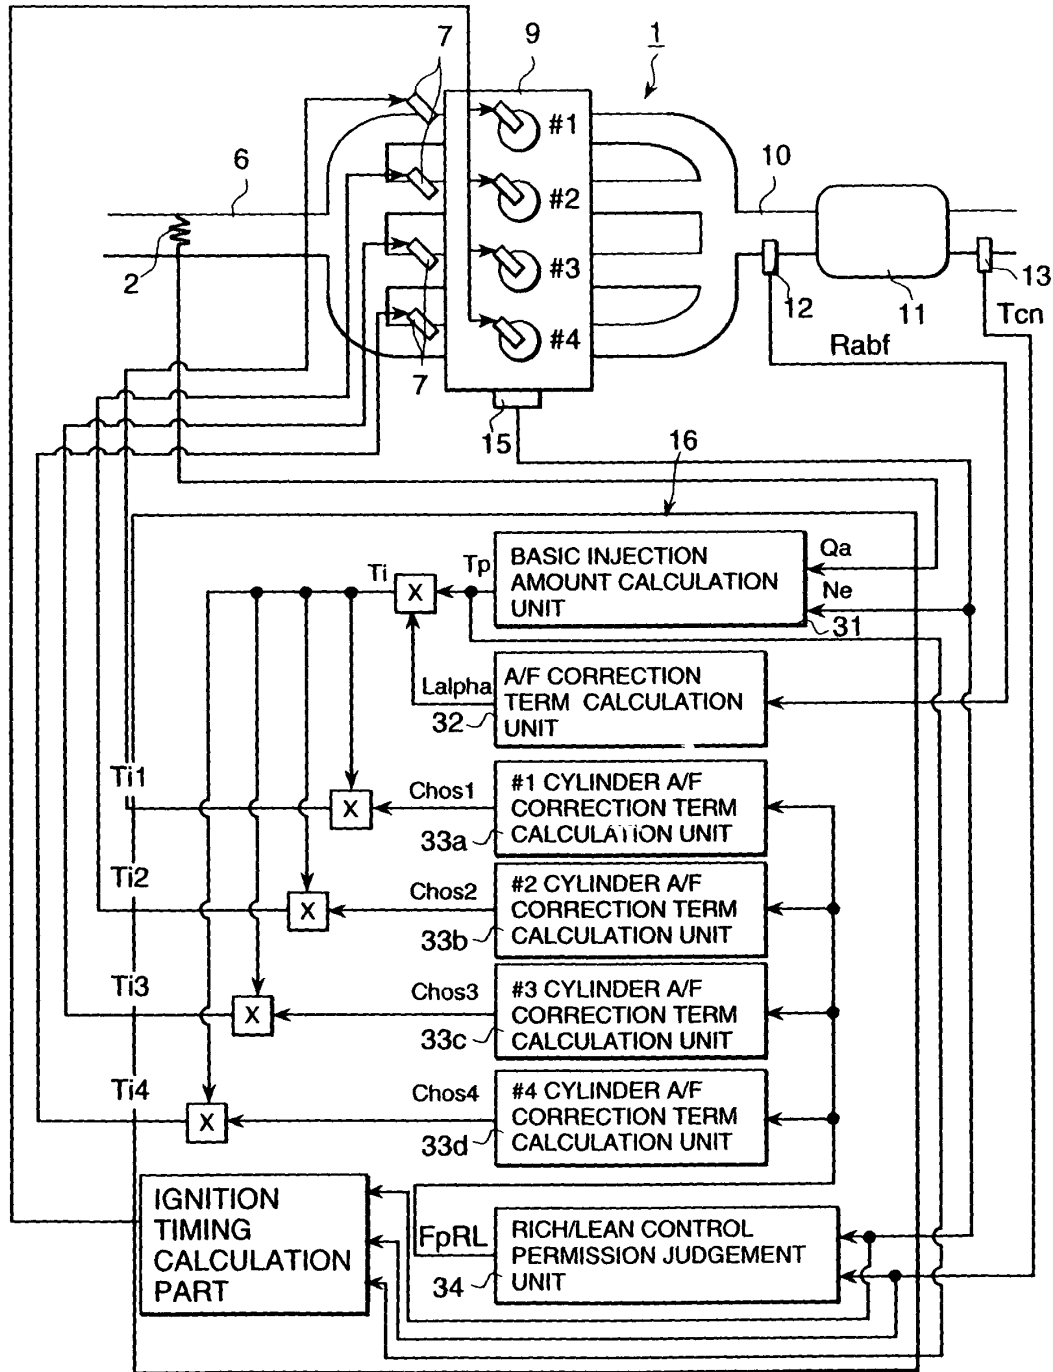 7
9
1
#1
6
10
#2
2
#3
12
11
13
#4
Tcn
Rabf
7
7
15
16
BASIC INJECTION
AMOUNT CALCULATION
UNIT
Qa
Tp
Ti
X
Ne
31
A/F CORRECTION
TERM CALCULATION
UNIT
Lalpha
32
Ti1
#1 CYLINDER A/F
CORRECTION TERM
CALCULATION UNIT
Chos1
X
33a
Ti2
#2 CYLINDER A/F
CORRECTION TERM
CALCULATION UNIT
Chos2
X
33b
Ti3
#3 CYLINDER A/F
CORRECTION TERM
CALCULATION UNIT
Chos3
X
33c
Ti4
#4 CYLINDER A/F
CORRECTION TERM
CALCULATION UNIT
Chos4
X
33d
IGNITION
TIMING
CALCULATION
PART
FpRL
RICH/LEAN CONTROL
PERMISSION JUDGEMENT
UNIT
34